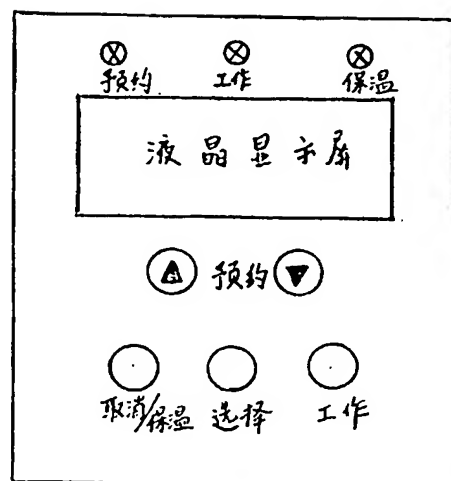 预约 工作 保温
液晶显示屏
预约
取消/保温 选择 工作